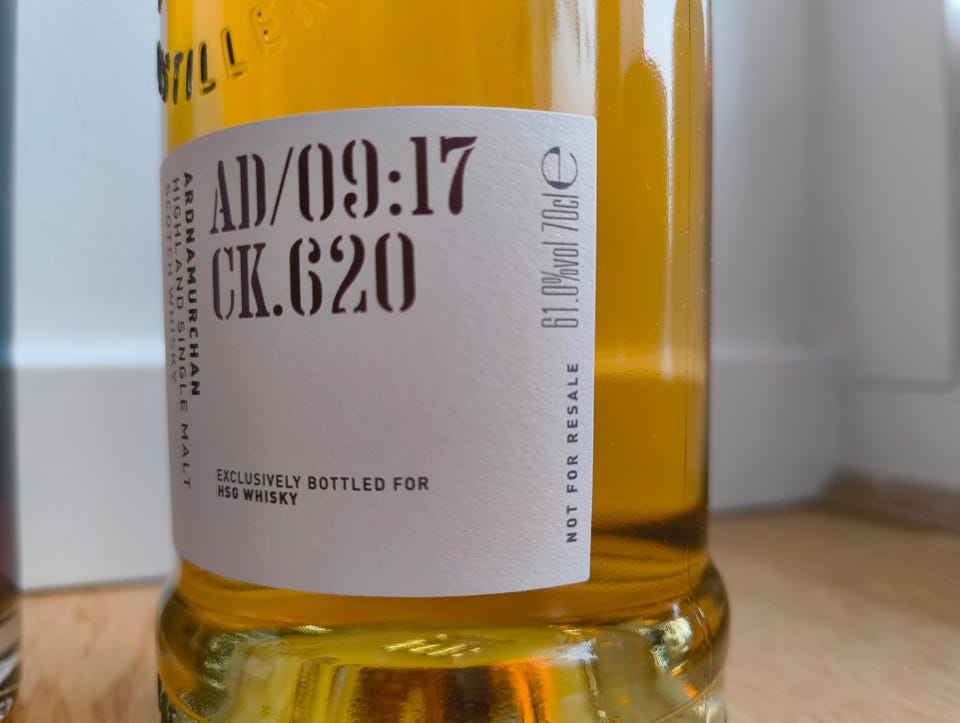 STILLER
AD/09:17
CK.620
ARDNAMURCHAN
HIGHLAND SINGLE MALT
SCOTCH WHISKY
EXCLUSIVELY BOTTLED FOR
HSG WHISKY
61.0%vol 70cl e
NOT FOR RESALE